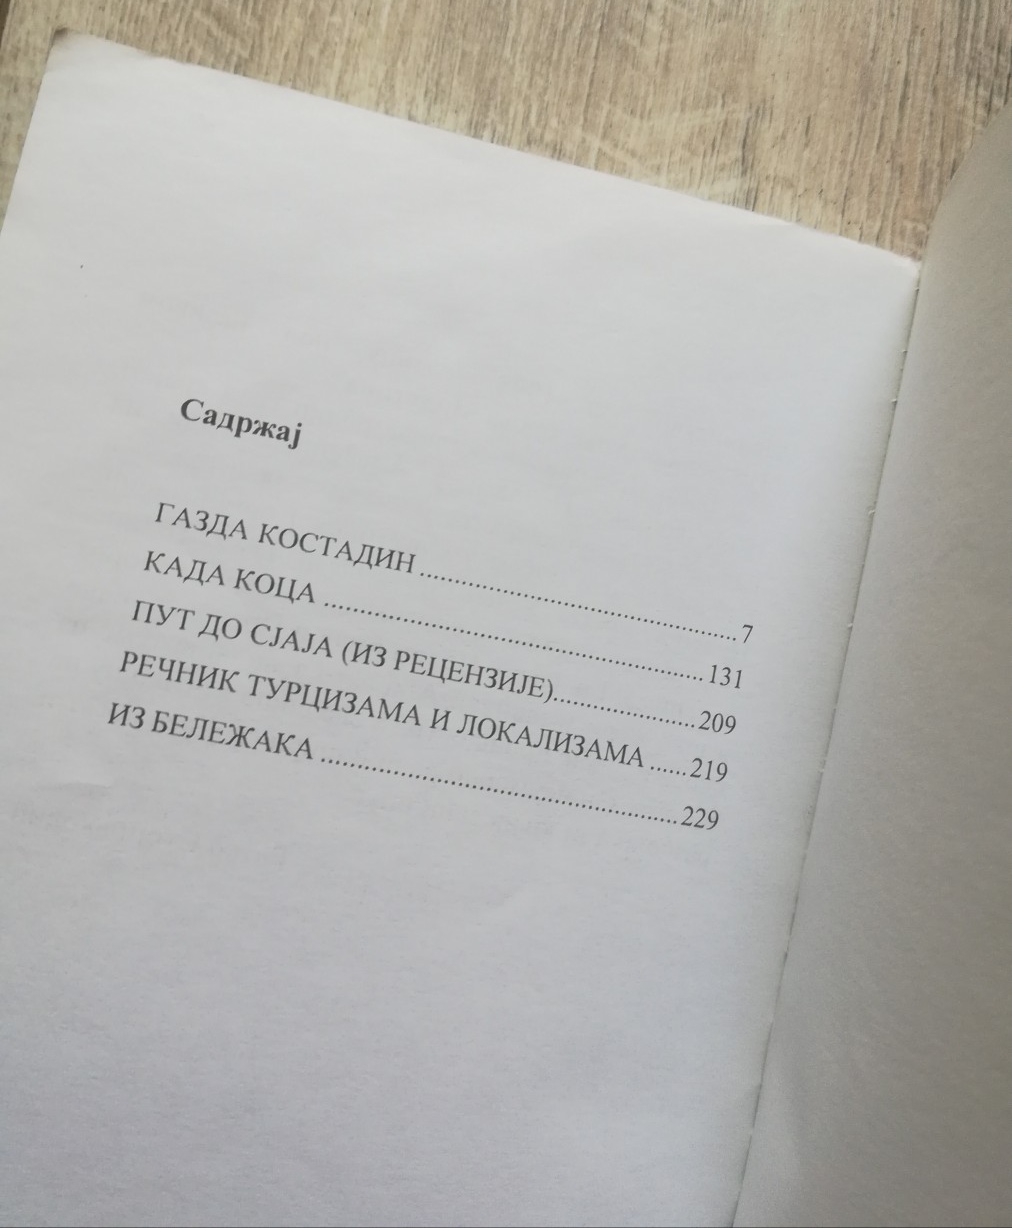 Садржај
ГАЗДА КОСТАДИН.......................................................7
КАДА КОЦА .................................................................131
ПУТ ДО СЈАЈА (ИЗ РЕЦЕНЗИЈЕ)........................209
РЕЧНИК ТУРЦИЗАМА И ЛОКАЛИЗАМА ......219
ИЗ БЕЛЕЖАКА .............................................................229